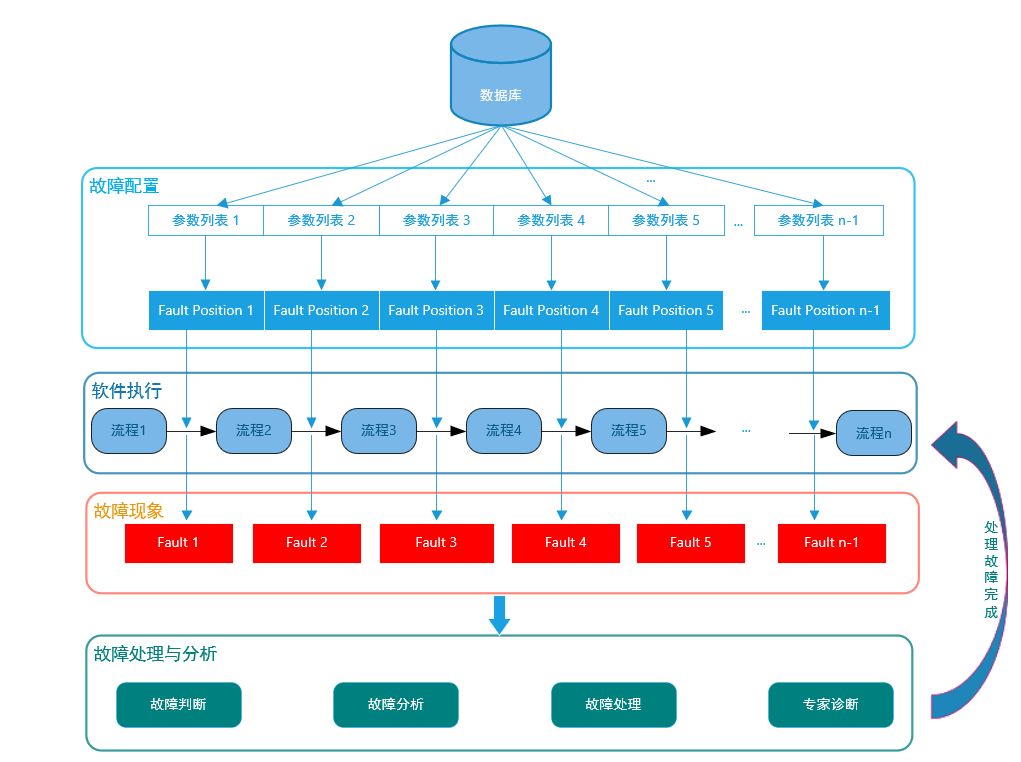 数据库
故障配置
...
参数列表 1 参数列表 2 参数列表 3 参数列表 4 参数列表 5 ... 参数列表 n-1
Fault Position 1 Fault Position 2 Fault Position 3 Fault Position 4 Fault Position 5 ... Fault Position n-1
软件执行
流程1 流程2 流程3 流程4 流程5 ... 流程n
故障现象
Fault 1 Fault 2 Fault 3 Fault 4 Fault 5 ... Fault n-1
处理故障完成
故障处理与分析
故障判断 故障分析 故障处理 专家诊断